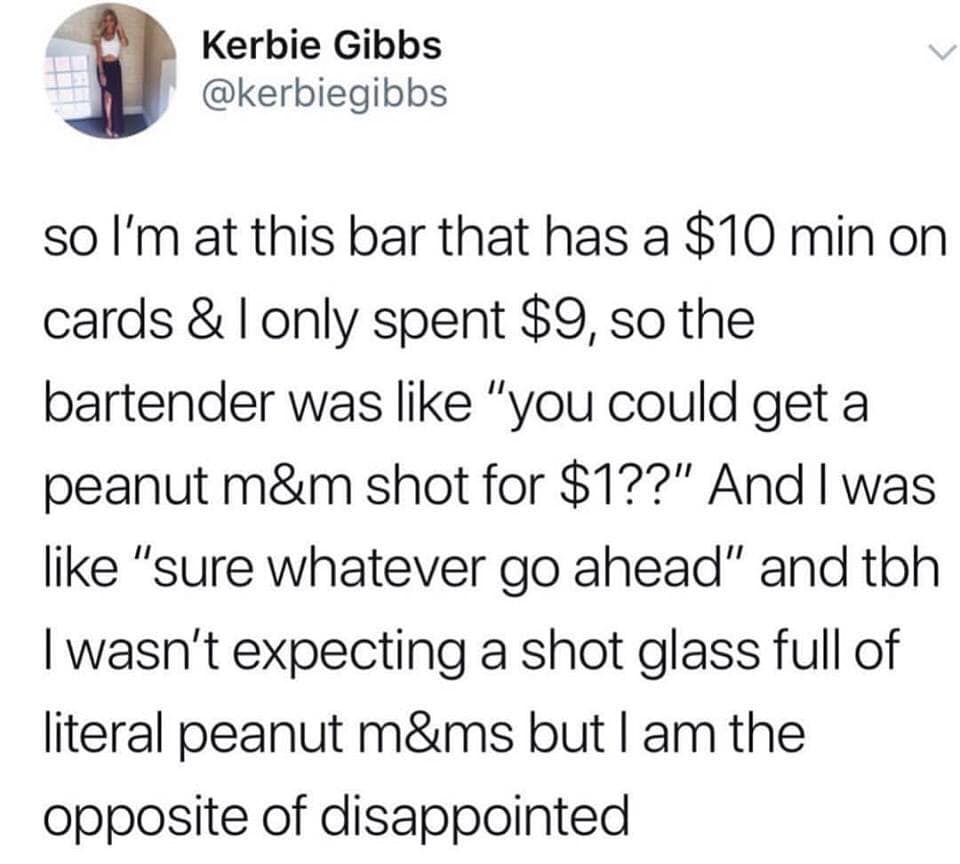 Kerbie Gibbs
@kerbiegibbs
so I'm at this bar that has a $10 min on
cards & I only spent $9, so the
bartender was like "you could get a
peanut m&m shot for $1??" And I was
like "sure whatever go ahead" and tbh
I wasn't expecting a shot glass full of
literal peanut m&ms but I am the
opposite of disappointed